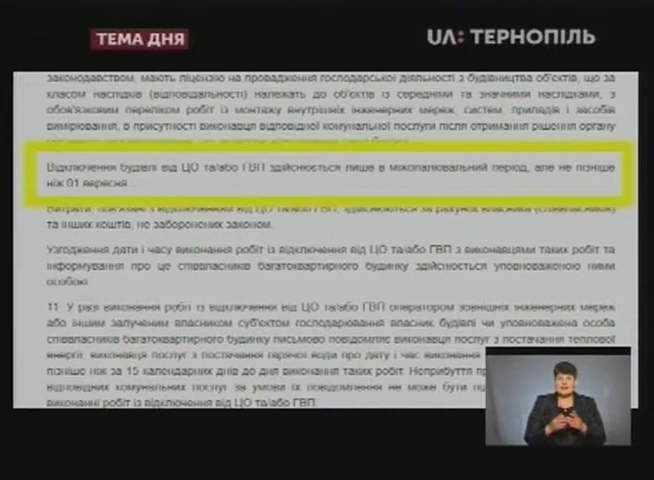 ТЕМА ДНЯ
UA: ТЕРНОПІЛЬ
законодавством, мають ліцензію на провадження господарської діяльності з будівництва об'єктів, що за
класом наслідків (відповідальності) належать до об'єктів із середніми та значними наслідками, з
обов'язковим переліком робіт із монтажу внутрішніх інженерних мереж, систем, приладів і засобів
вимірювання, в присутності виконавця відповідної комунальної послуги після отримання рішення органу
Відключення будівлі від ЦО та/або ГВП здійснюється лише в міжопалювальний період, але не пізніше
ніж 01 вересня.
Витрати, пов'язані з відключенням від ЦО та/або ГВП, здійснюються за рахунок власника (співвласників)
та інших коштів, не заборонених законом.
Узгодження дати і часу виконання робіт із відключення від ЦО та/або ГВП з виконавцями таких робіт та
інформування про це співвласників багатоквартирного будинку здійснюється уповноваженою ними
особою.
11. У разі виконання робіт із відключення від ЦО та/або ГВП оператором зовнішніх інженерних мереж
або іншим залученим власником суб'єктом господарювання власник будівлі чи уповноважена особа
співвласників багатоквартирного будинку письмово повідомляє виконавця послуг з постачання теплової
енергії, виконавця послуг з постачання гарячої води про дату і час виконання
пізніше ніж за 15 календарних днів до дня виконання таких робіт. Неприбуття
відповідних комунальних послуг за умови їх повідомлення не може бути
виконанні робіт із відключення від ЦО та/або ГВП.